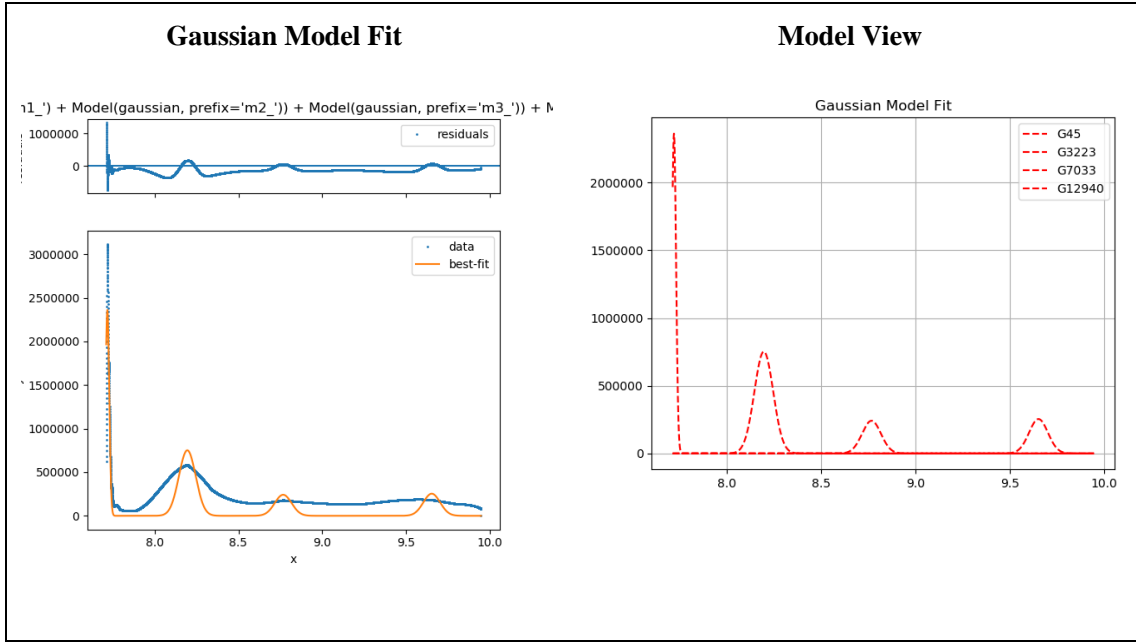 Gaussian Model Fit
Model View
n1_') + Model(gaussian, prefix='m2_')) + Model(gaussian, prefix='m3_')) + M
1000000
0
residuals
3000000
2500000
2000000
1500000
1000000
500000
0
data
best-fit
8.0 8.5 9.0 9.5 10.0
x
Gaussian Model Fit
2000000
1500000
1000000
500000
0
G45
G3223
G7033
G12940
8.0 8.5 9.0 9.5 10.0